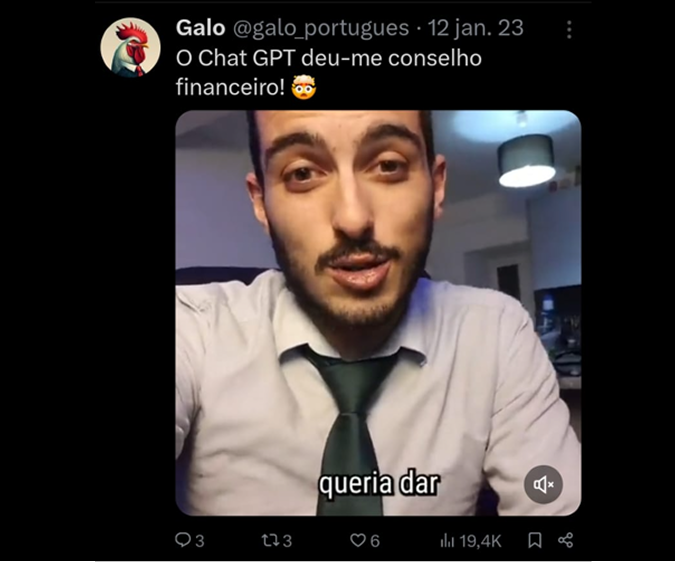 Galo @galo_portugues · 12 jan. 23
O Chat GPT deu-me conselho
financeiro! 🤯
queria dar
3 3 6 19,4K